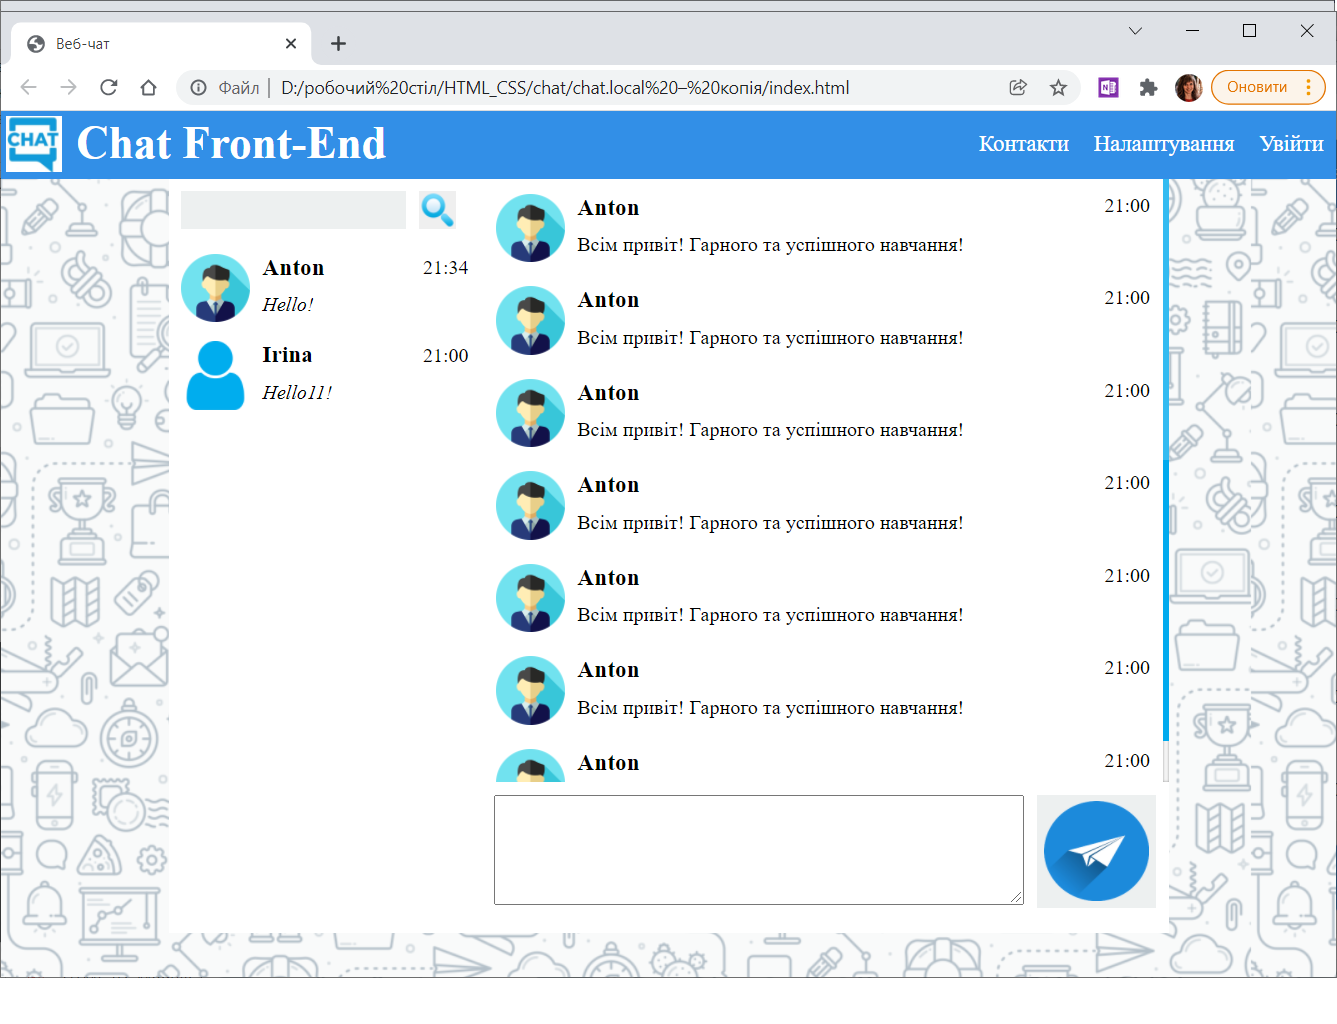 Веб-чат
Файл | D:/робочий%20стіл/HTML_CSS/chat/chat.local%20–%20копія/index.html
Оновити
CHAT
Chat Front-End
Контакти Налаштування Увійти
Anton 21:34
Hello!
Irina 21:00
Hello11!
Anton 21:00
Всім привіт! Гарного та успішного навчання!
Anton 21:00
Всім привіт! Гарного та успішного навчання!
Anton 21:00
Всім привіт! Гарного та успішного навчання!
Anton 21:00
Всім привіт! Гарного та успішного навчання!
Anton 21:00
Всім привіт! Гарного та успішного навчання!
Anton 21:00
Всім привіт! Гарного та успішного навчання!
Anton 21:00